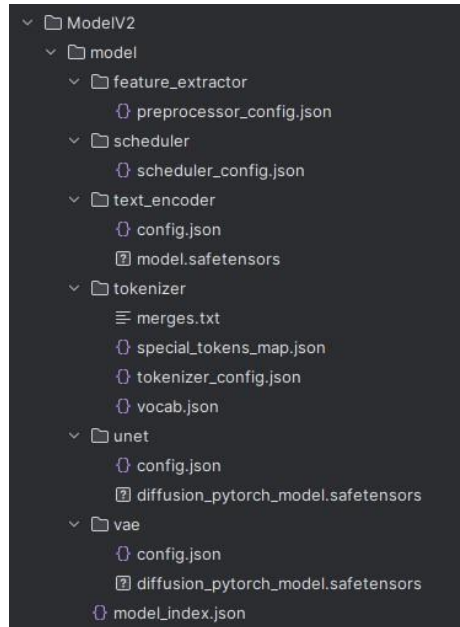 ModelV2
model
feature_extractor
preprocessor_config.json
scheduler
scheduler_config.json
text_encoder
config.json
model.safetensors
tokenizer
merges.txt
special_tokens_map.json
tokenizer_config.json
vocab.json
unet
config.json
diffusion_pytorch_model.safetensors
vae
config.json
diffusion_pytorch_model.safetensors
model_index.json